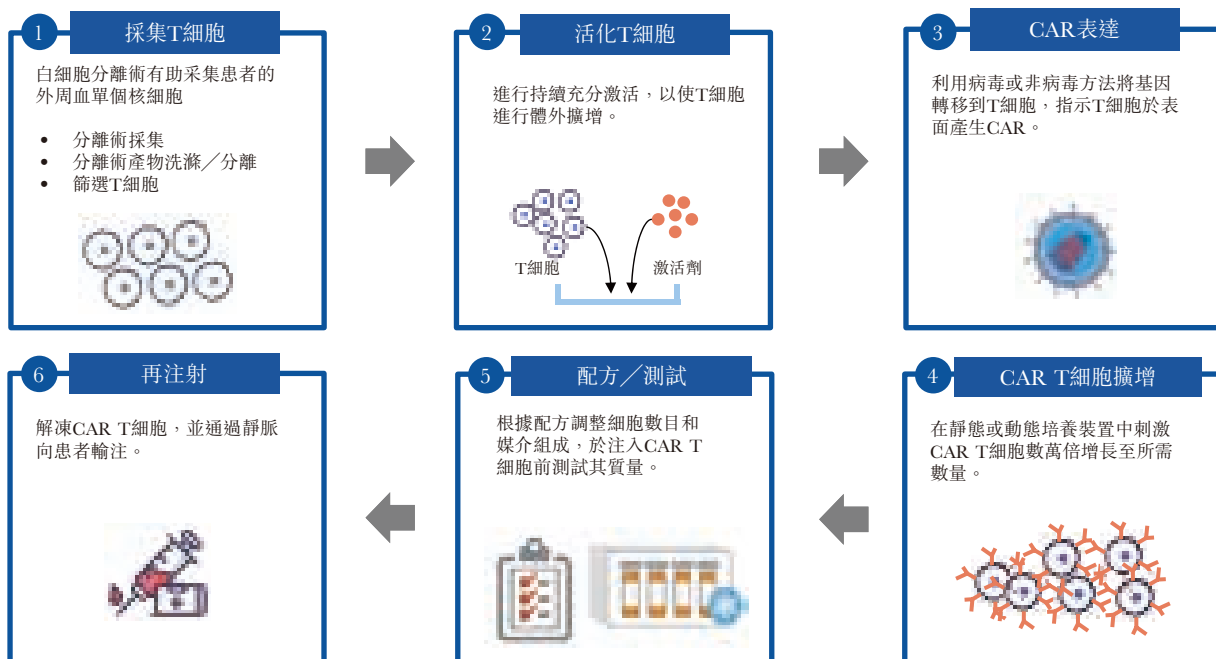 1
採集T細胞
白細胞分離術有助采集患者的
外周血單個核細胞
• 分離術採集
• 分離術產物洗滌／分離
• 篩選T細胞
2
活化T細胞
進行持續充分激活，以使T細胞
進行體外擴增。
T細胞
激活劑
3
CAR表達
利用病毒或非病毒方法將基因
轉移到T細胞，指示T細胞於表
面產生CAR。
4
CAR T細胞擴增
在靜態或動態培養裝置中刺激
CAR T細胞數萬倍增長至所需
數量。
5
配方／測試
根據配方調整細胞數目和
媒介組成，於注入CAR T
細胞前測試其質量。
6
再注射
解凍CAR T細胞，並通過靜脈
向患者輸注。